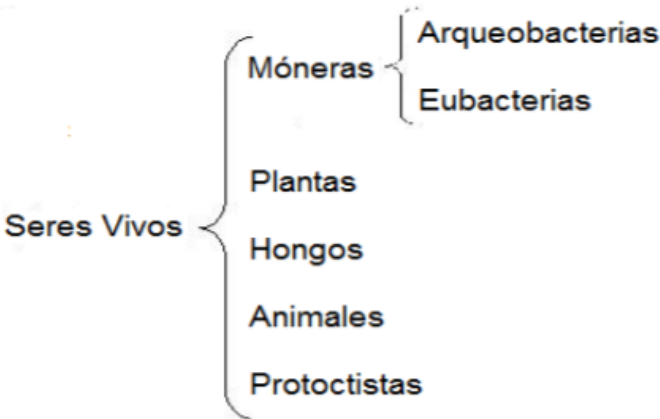 Arqueobacterias
Móneras
Eubacterias
Plantas
Seres Vivos
Hongos
Animales
Protoctistas